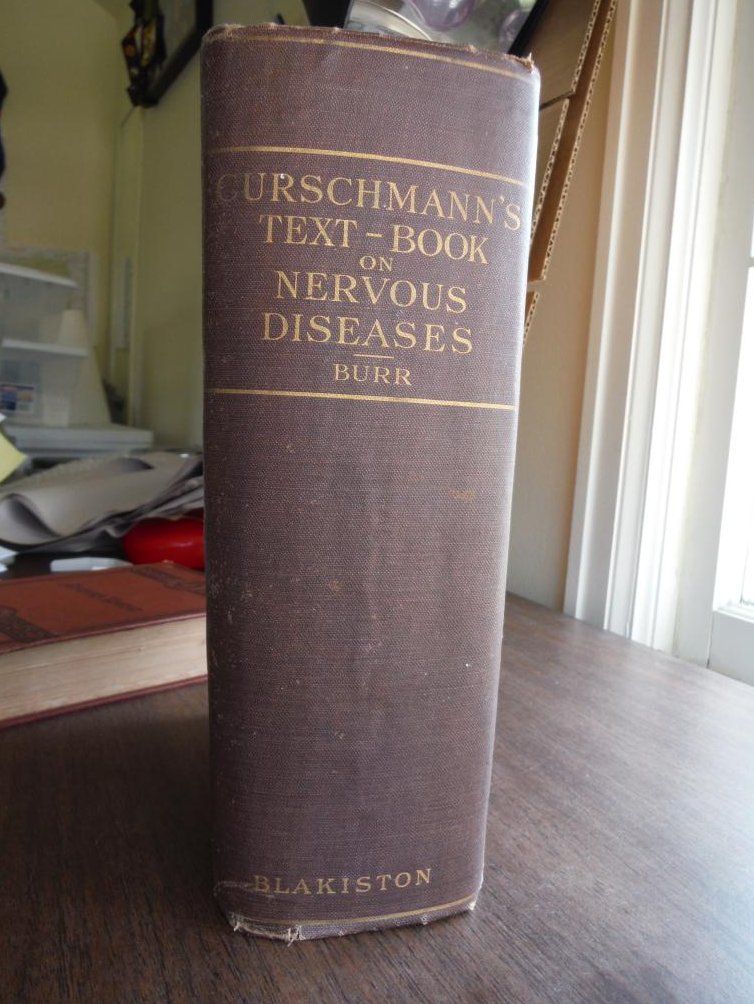 CURSCHMANN'S
TEXT-BOOK
ON
NERVOUS
DISEASES
BURR
BLAKISTON